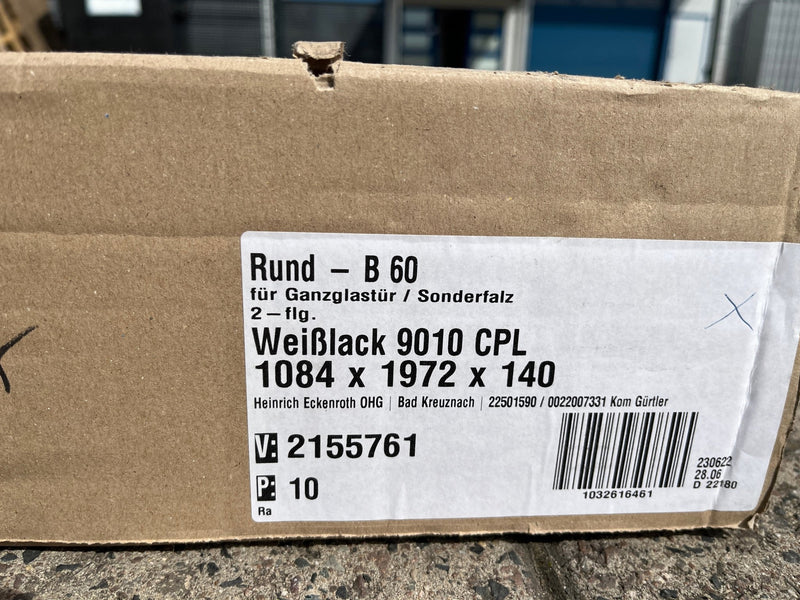 Rund – B 60
für Ganzglastür / Sonderfalz
2–flg.
Weißlack 9010 CPL
1084 x 1972 x 140
Heinrich Eckenroth OHG | Bad Kreuznach | 22501590 / 0022007331 Kom Gürtler
V: 2155761
P: 10
Ra
1032616461
230622
28.06
D 22180